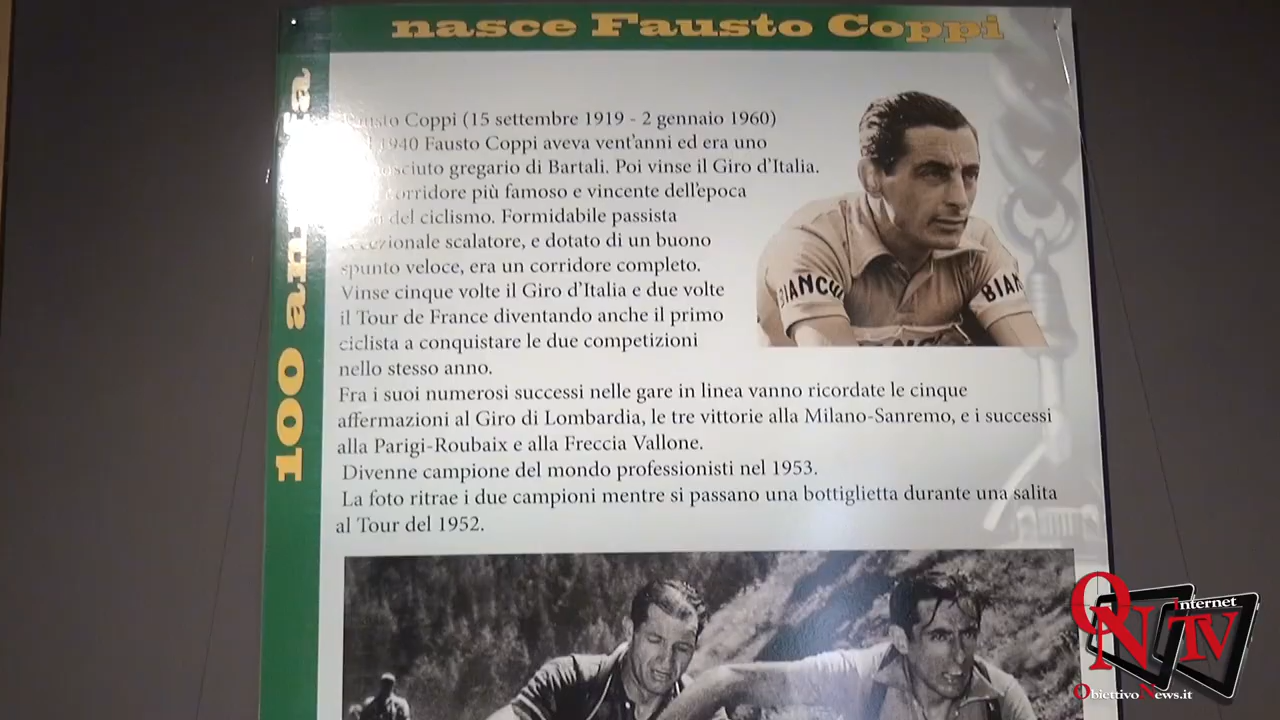 nasce Fausto Coppi
100 anni fa
Coppi (15 settembre 1919 - 2 gennaio 1960)
1940 Fausto Coppi aveva vent'anni ed era uno
gregario di Bartali. Poi vinse il Giro d'Italia.
corridore più famoso e vincente dell'epoca
del ciclismo. Formidabile passista
eccezionale scalatore, e dotato di un buono
spunto veloce, era un corridore completo.
Vinse cinque volte il Giro d'Italia e due volte
il Tour de France diventando anche il primo
ciclista a conquistare le due competizioni
nello stesso anno.
Fra i suoi numerosi successi nelle gare in linea vanno ricordate le cinque
affermazioni al Giro di Lombardia, le tre vittorie alla Milano-Sanremo, e i successi
alla Parigi-Roubaix e alla Freccia Vallone.
Divenne campione del mondo professionisti nel 1953.
La foto ritrae i due campioni mentre si passano una bottiglietta durante una salita
al Tour del 1952.
ON
internet
TV
ObiettivoNews.it